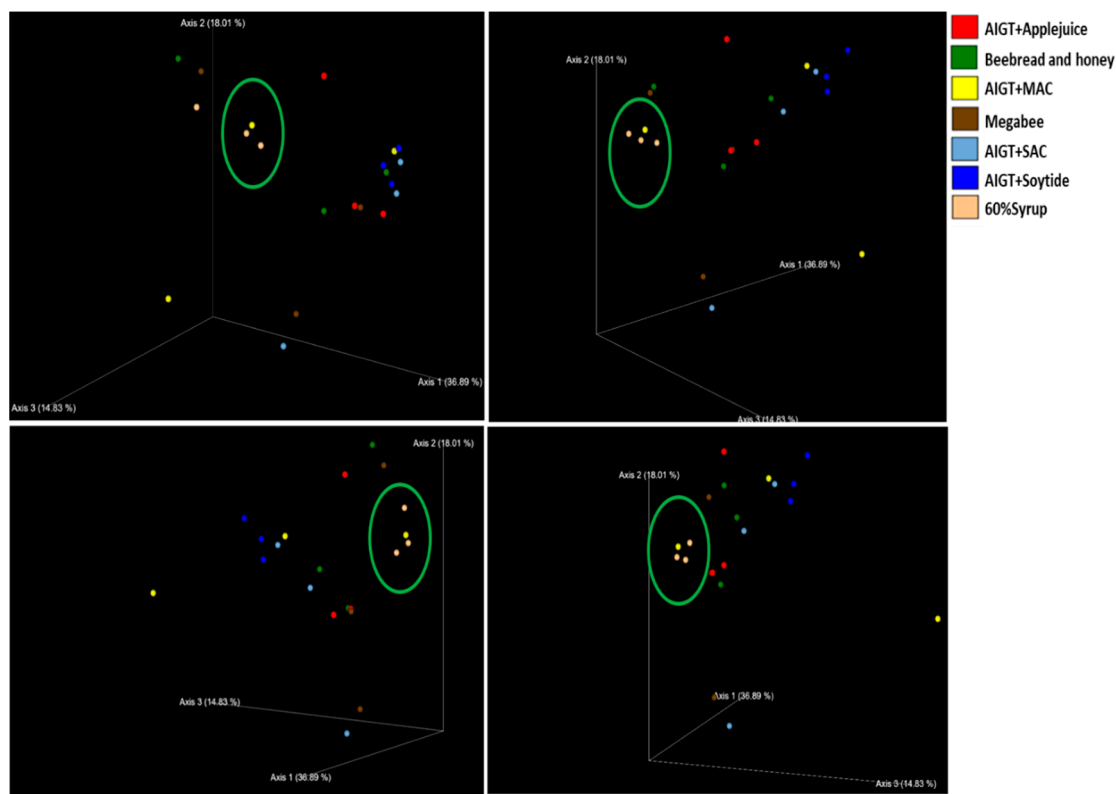 Axis 2 (18.01 %)
Axis 1 (36.89 %)
Axis 3 (14.83 %)
Axis 2 (18.01 %)
Axis 1 (36.89 %)
Axis 3 (14.83 %)
AIGT+Applejuice
Beebread and honey
AIGT+MAC
Megabee
AIGT+SAC
AIGT+Soytide
60%Syrup
Axis 2 (18.01 %)
Axis 3 (14.83 %)
Axis 1 (36.89 %)
Axis 2 (18.01 %)
Axis 1 (36.89 %)
Axis 3 (14.83 %)